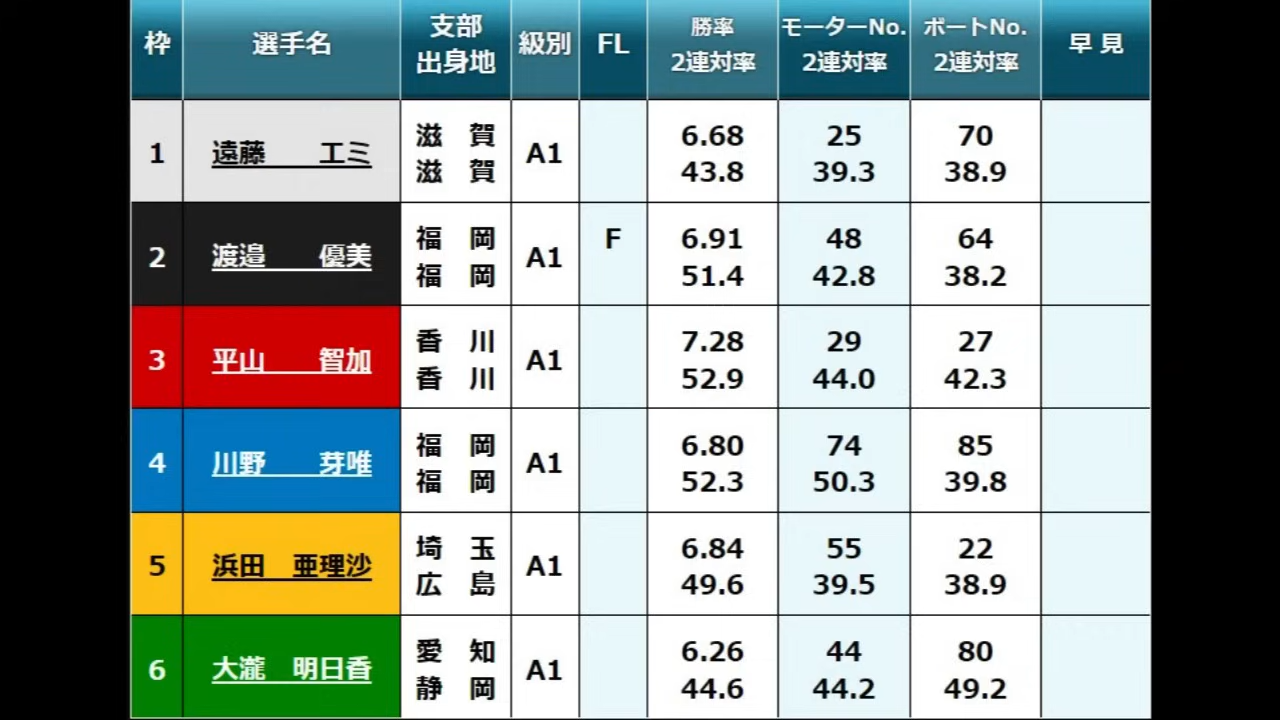 枠 選手名 支部 出身地 級別 FL 勝率 2連対率 モーターNo. 2連対率 ボートNo. 2連対率 早見
1 遠藤 エミ 滋賀 A1 6.68 25 70
滋賀 43.8 39.3 38.9
2 渡邉 優美 福岡 A1 F 6.91 48 64
福岡 51.4 42.8 38.2
3 平山 智加 香川 A1 7.28 29 27
香川 52.9 44.0 42.3
4 川野 芽唯 福岡 A1 6.80 74 85
福岡 52.3 50.3 39.8
5 浜田 亜理沙 埼玉 A1 6.84 55 22
広島 49.6 39.5 38.9
6 大瀧 明日香 愛知 A1 6.26 44 80
静岡 44.6 44.2 49.2